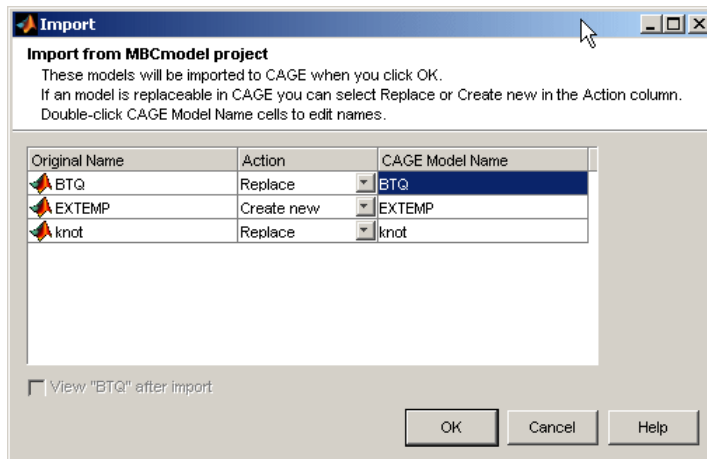 Import
Import from MBCmodel project
These models will be imported to CAGE when you click OK.
If an model is replaceable in CAGE you can select Replace or Create new in the Action column.
Double-click CAGE Model Name cells to edit names.
Original Name Action CAGE Model Name
BTQ Replace BTQ
EXTEMP Create new EXTEMP
knot Replace knot
View "BTQ" after import
OK Cancel Help